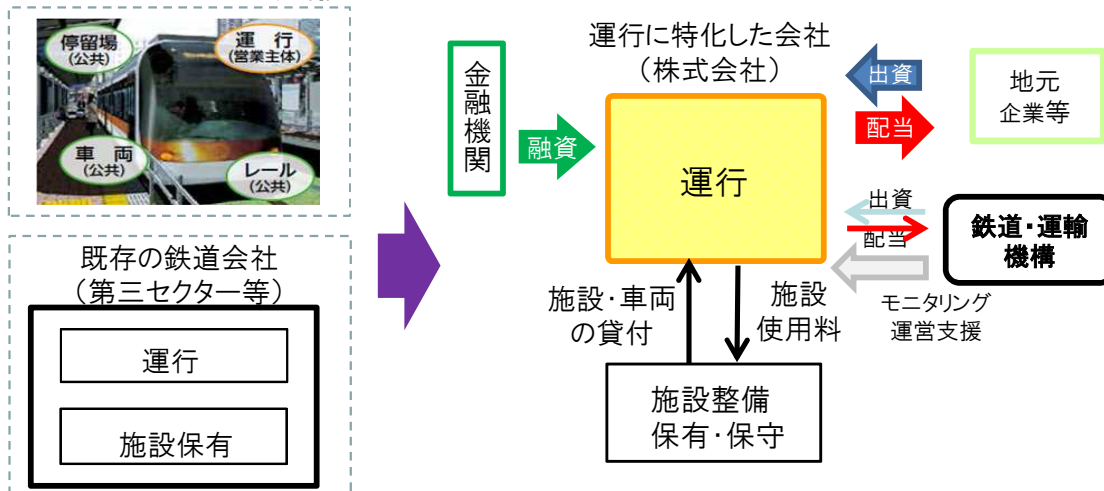 停留場
(公共)
運 行
(営業主体)
車 両
(公共)
レール
(公共)
既存の鉄道会社
(第三セクター等)
運行
施設保有
金融機関
融資
運行に特化した会社
(株式会社)
運行
出資
配当
地元
企業等
出資
配当
鉄道・運輸
機構
モニタリング
運営支援
施設・車両
の貸付
施設
使用料
施設整備
保有・保守